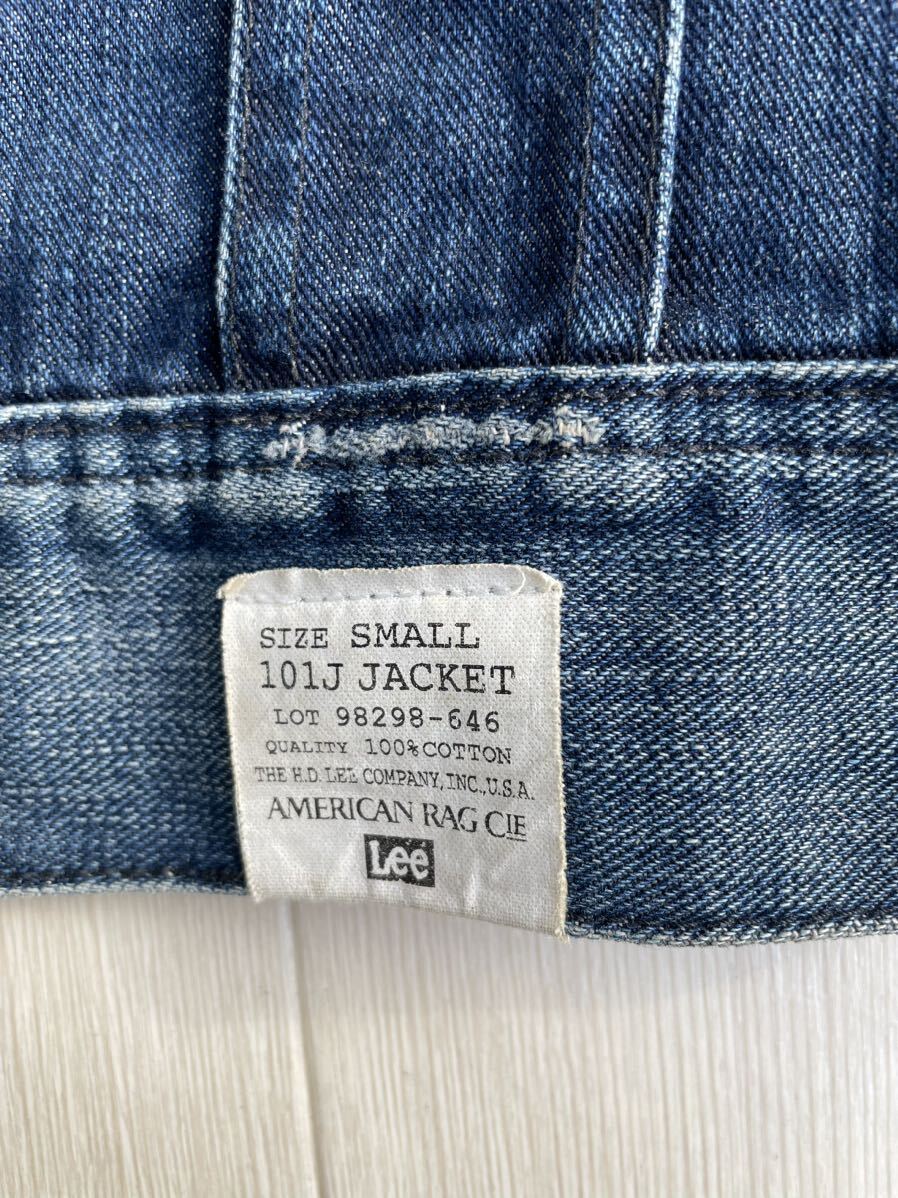 SIZE SMALL
101J JACKET
LOT 98298-646
QUALITY 100%COTTON
THE H.D. LEE COMPANY, INC., U.S.A.
AMERICAN RAG CIE
Lee